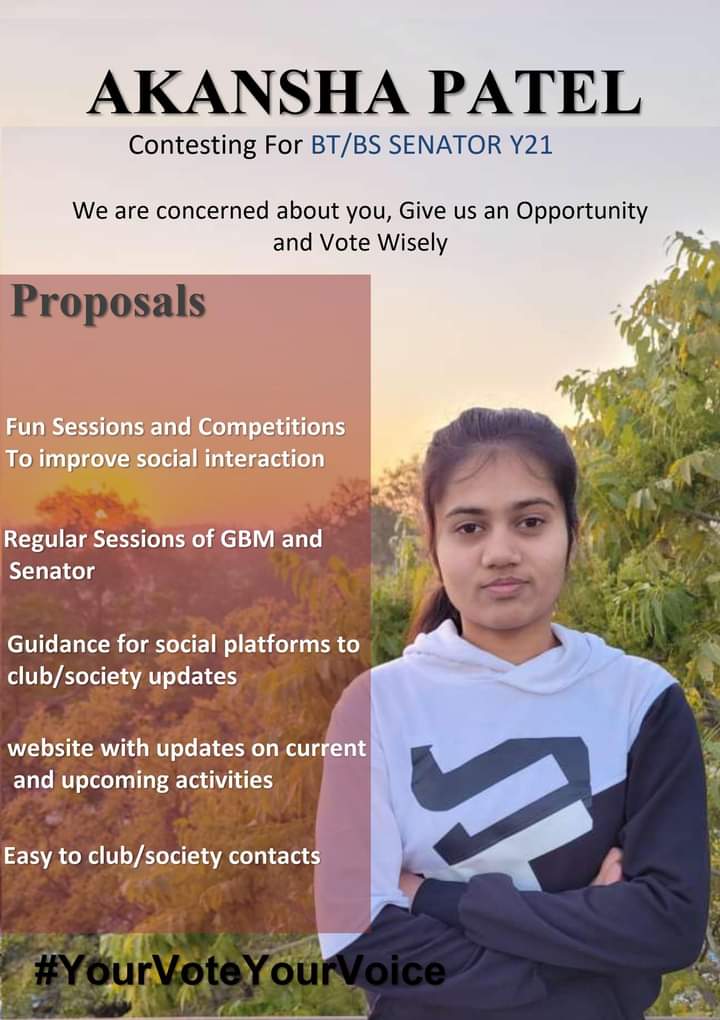 AKANSHA PATEL
Contesting For BT/BS SENATOR Y21
We are concerned about you, Give us an Opportunity
and Vote Wisely
Proposals
Fun Sessions and Competitions
To improve social interaction
Regular Sessions of GBM and
Senator
Guidance for social platforms to
club/society updates
website with updates on current
and upcoming activities
Easy to club/society contacts
#YourVoteYourVoice